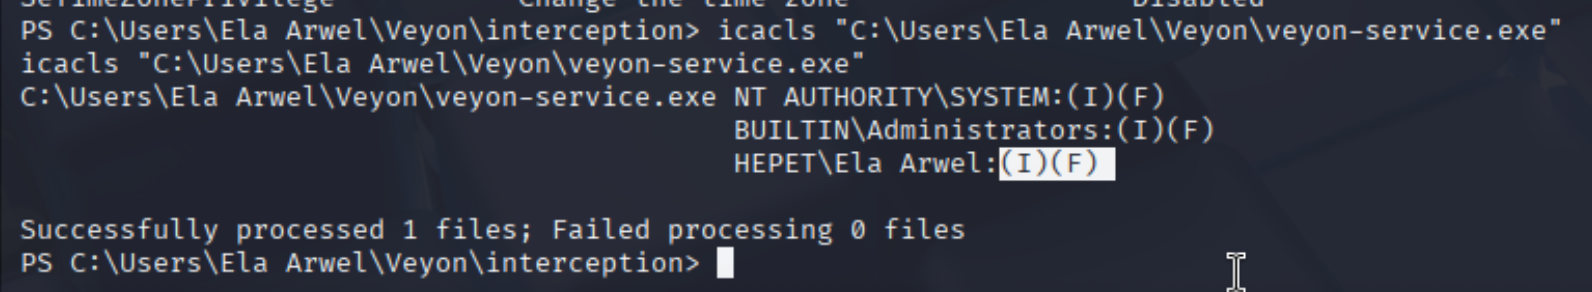 SeTimeZonePrivilege Change the time zone Disabled
PS C:\Users\Ela Arwel\Veyon\interception> icacls "C:\Users\Ela Arwel\Veyon\veyon-service.exe"
icacls "C:\Users\Ela Arwel\Veyon\veyon-service.exe"
C:\Users\Ela Arwel\Veyon\veyon-service.exe NT AUTHORITY\SYSTEM:(I)(F)
BUILTIN\Administrators:(I)(F)
HEPET\Ela Arwel:(I)(F)
Successfully processed 1 files; Failed processing 0 files
PS C:\Users\Ela Arwel\Veyon\interception>